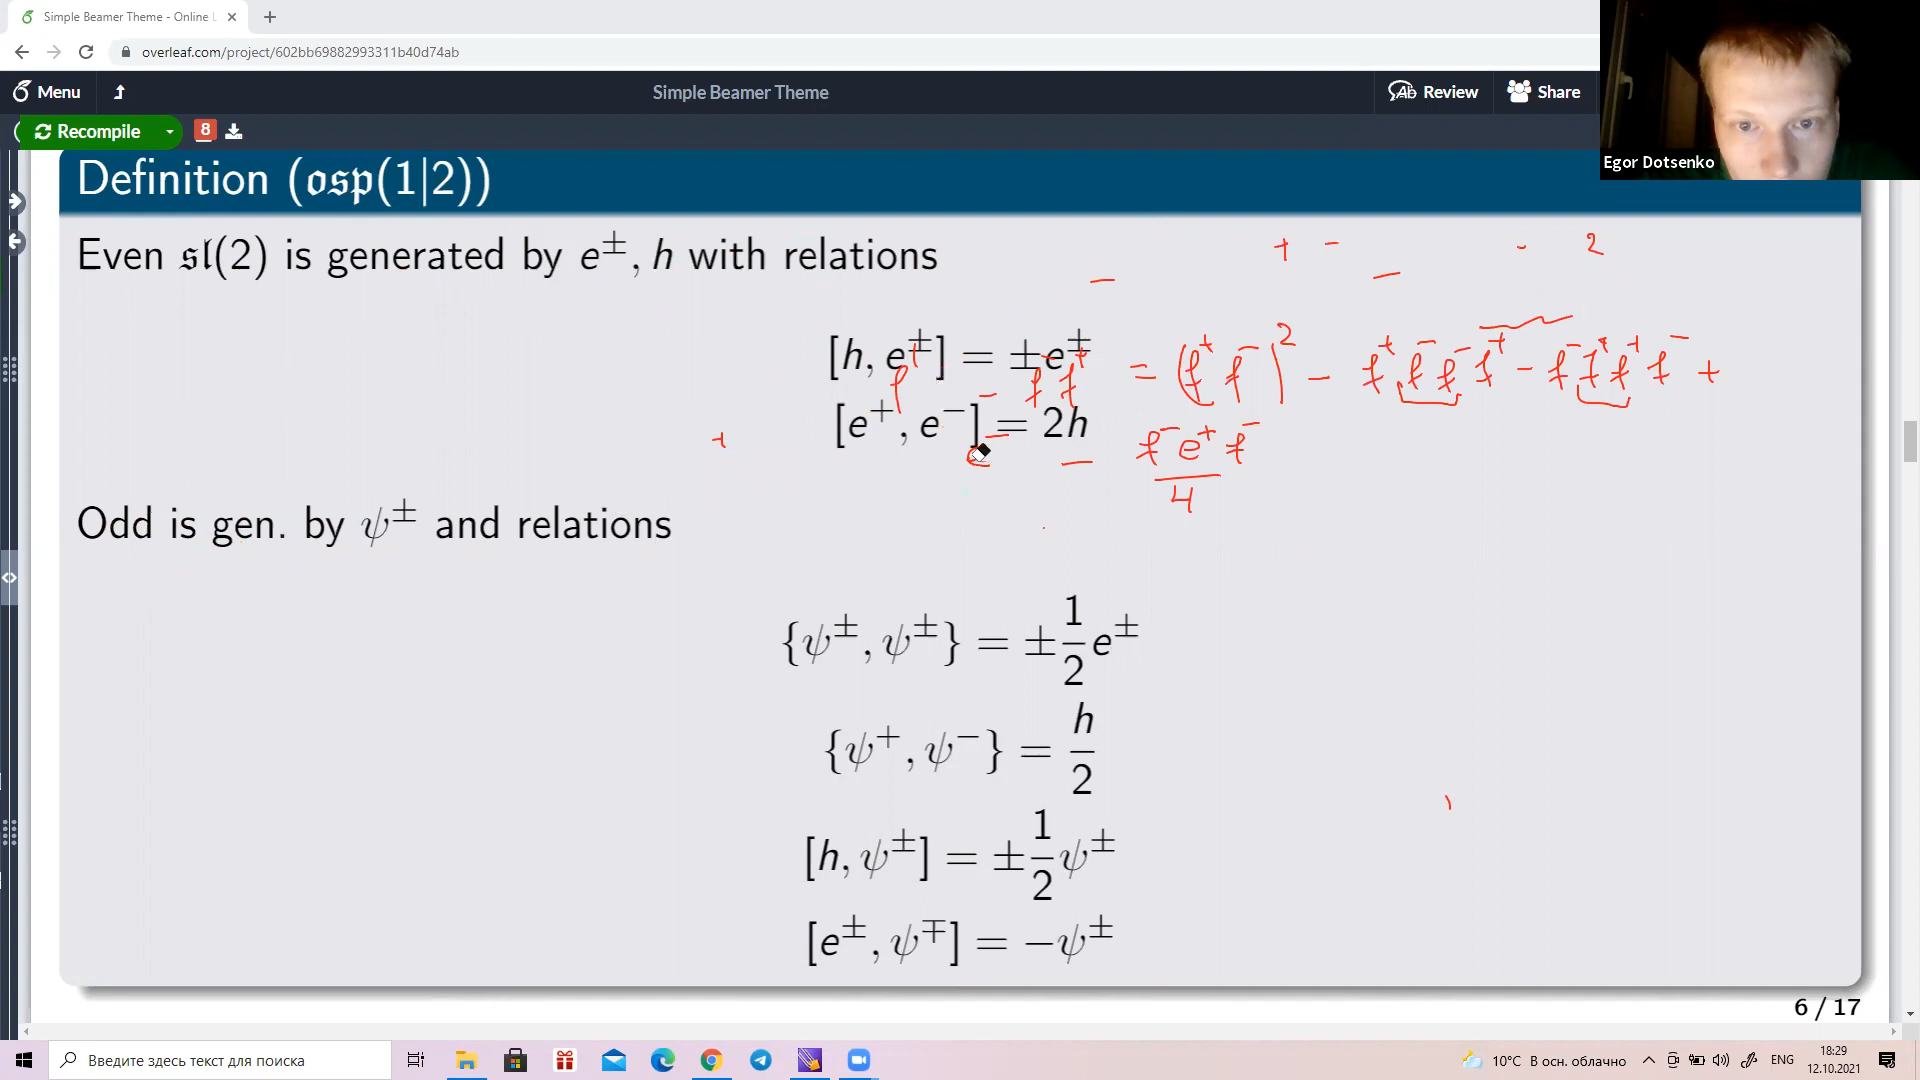 Simple Beamer Theme - Online L
overleaf.com/project/602bb69882993311b40d74ab
Menu
Simple Beamer Theme
Review
Share
Recompile
8
Egor Dotsenko
Definition (𝔬𝔰𝔭(1|2))
Even 𝔰𝔩(2) is generated by e^±, h with relations
+ - - 2
[h, e^±] = ±e^±
= (f^+ f^-)^2 - f^+ f^- f^- f^+ - f^- f^+ f^+ f^- +
[e^+, e^-] = 2h
f^- e^+ f^-
4
Odd is gen. by ψ^± and relations
{ψ^±, ψ^±} = ±1/2 e^±
{ψ^+, ψ^-} = h/2
[h, ψ^±] = ±1/2 ψ^±
[e^±, ψ^∓] = -ψ^±
6 / 17
Введите здесь текст для поиска
10°C В осн. облачно
ENG
18:29
12.10.2021